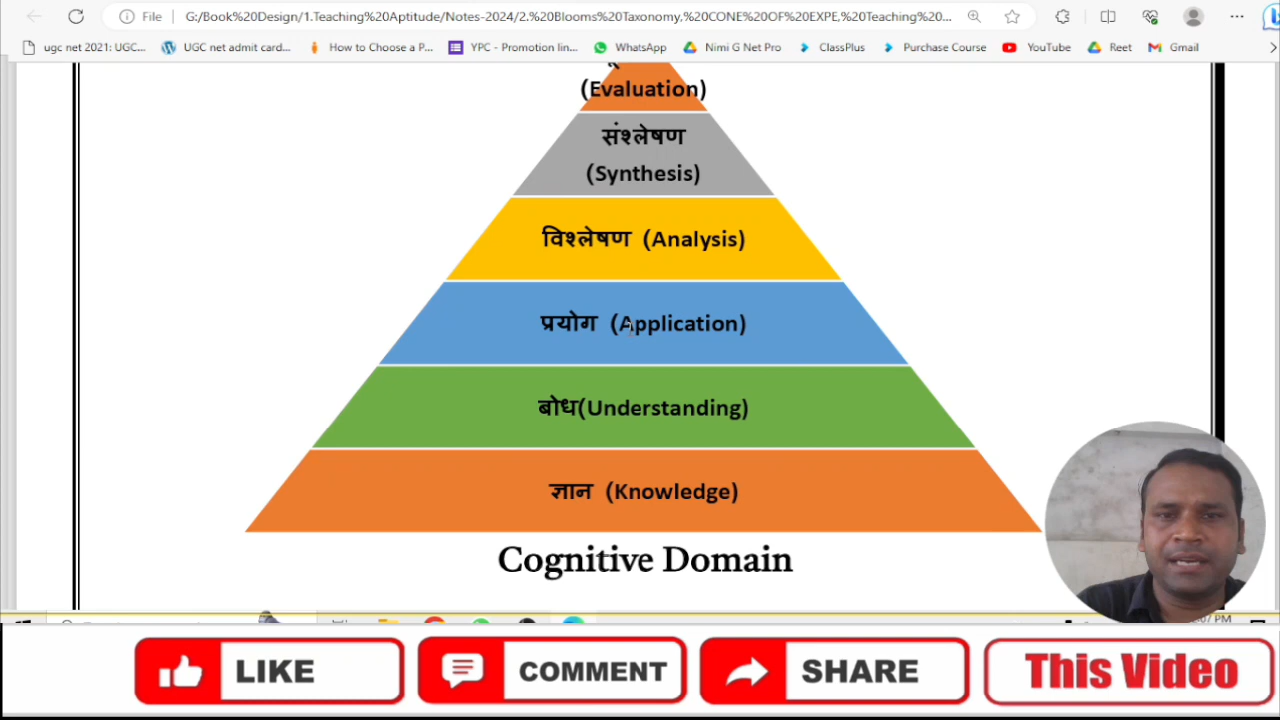 File
G:/Book%20Design/1.Teaching%20Aptitude/Notes-2024/2.%20Blooms%20Taxonomy,%20CONE%20OF%20EXPE,%20Teaching%20...
ugc net 2021: UGC...
UGC net admit card...
How to Choose a P...
YPC - Promotion lin...
WhatsApp
Nimi G Net Pro
ClassPlus
Purchase Course
YouTube
Reet
Gmail
(Evaluation)
संश्लेषण
(Synthesis)
विश्लेषण (Analysis)
प्रयोग (Application)
बोध(Understanding)
ज्ञान (Knowledge)
Cognitive Domain
LIKE
COMMENT
SHARE
This Video